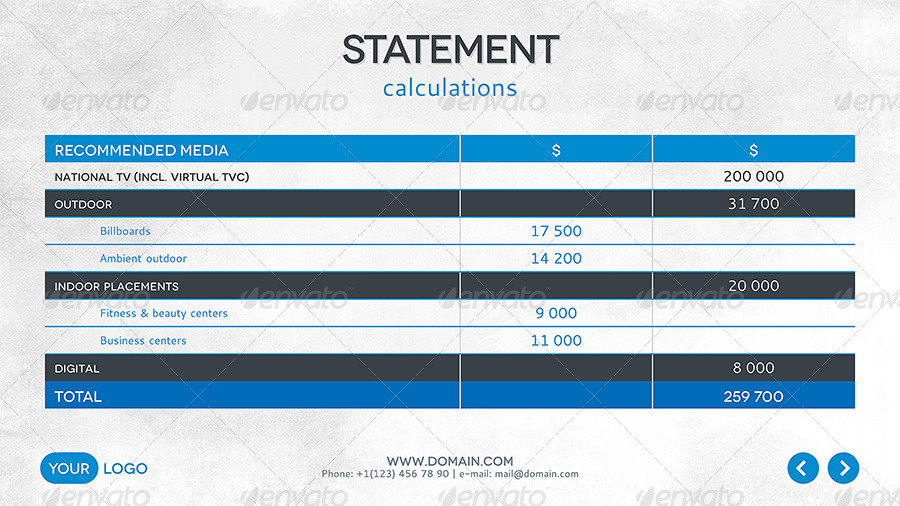 STATEMENT
calculations
RECOMMENDED MEDIA $ $
NATIONAL TV (INCL. VIRTUAL TVC) 200 000
OUTDOOR 31 700
Billboards 17 500
Ambient outdoor 14 200
INDOOR PLACEMENTS 20 000
Fitness & beauty centers 9 000
Business centers 11 000
DIGITAL 8 000
TOTAL 259 700
YOUR LOGO
WWW.DOMAIN.COM
Phone: +1(123) 456 78 90 | e-mail: mail@domain.com
envato envato envato envato envato
envato envato envato envato envato
envato envato envato envato envato